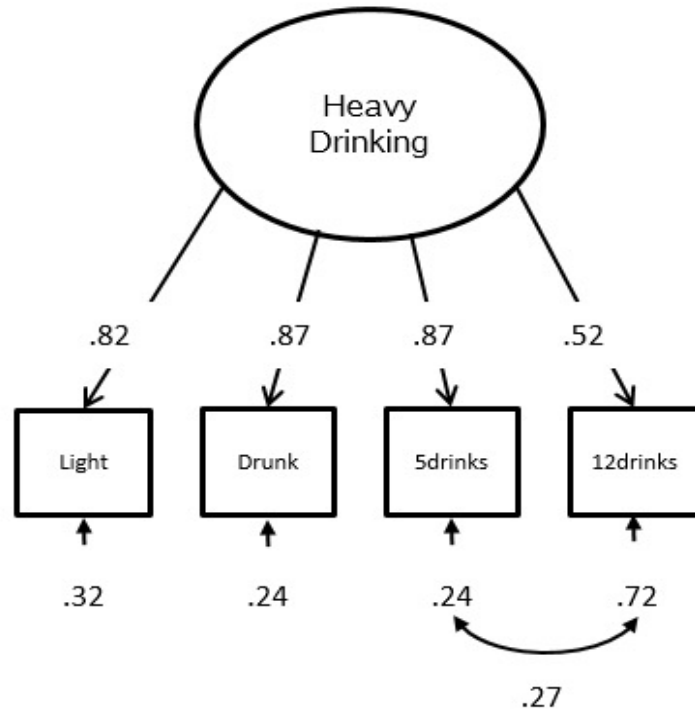 Heavy
Drinking
.82 .87 .87 .52
Light Drunk 5drinks 12drinks
.32 .24 .24 .72
.27